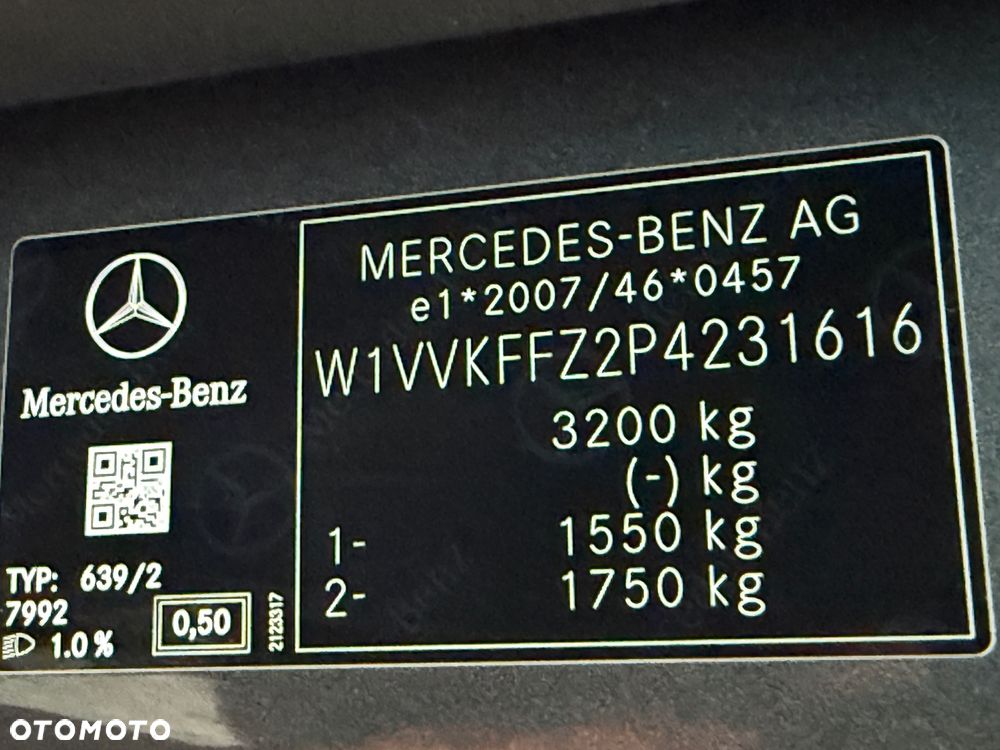 MERCEDES-BENZ AG
e1*2007/46*0457
W1VVKFFZ2P4231616
3200 kg
(-) kg
1- 1550 kg
2- 1750 kg
Mercedes-Benz
TYP: 639/2
7992
1.0 %
0,50
2123317
OTOMOTO